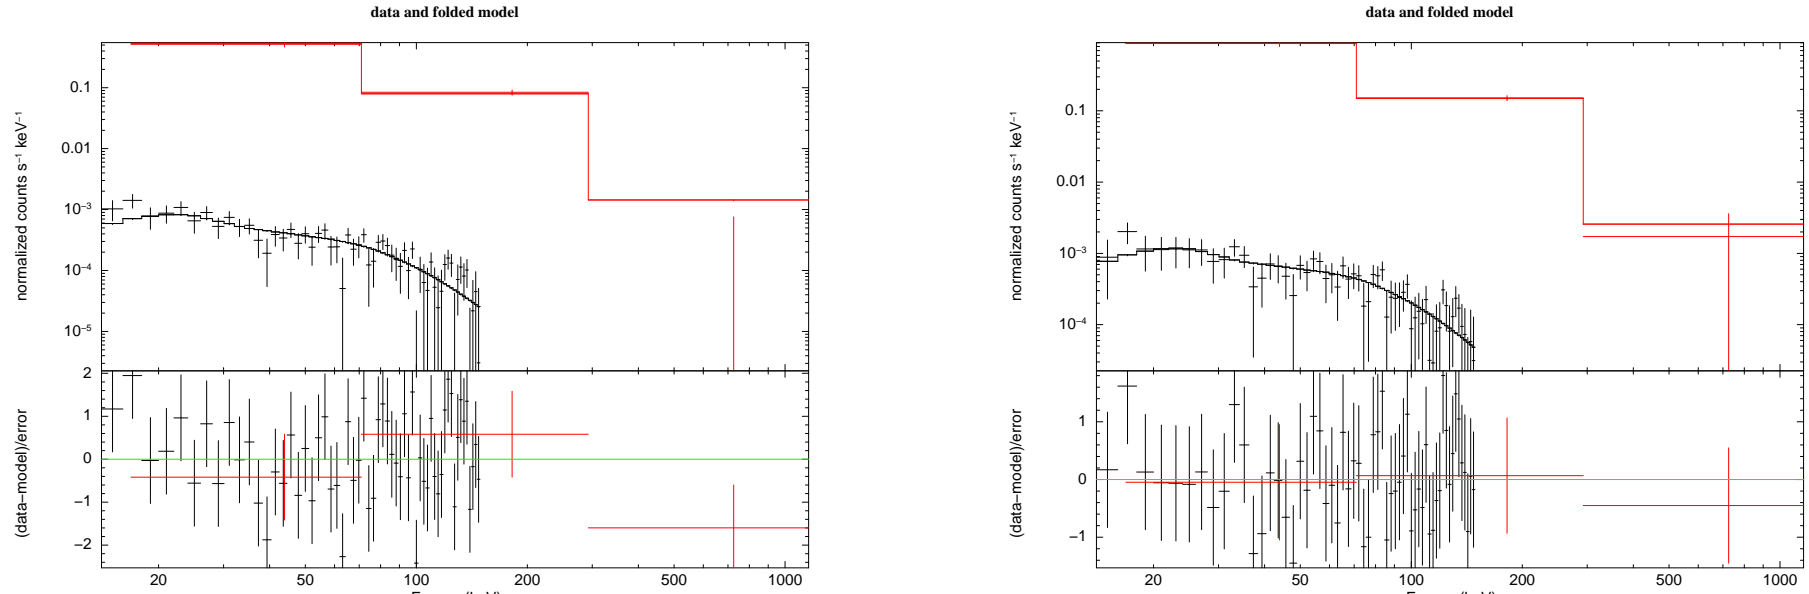 data and folded model
normalized counts s⁻¹ keV⁻¹
0.1
0.01
10⁻³
10⁻⁴
10⁻⁵
(data−model)/error
2
1
0
−1
−2
20 50 100 200 500 1000
data and folded model
normalized counts s⁻¹ keV⁻¹
0.1
0.01
10⁻³
10⁻⁴
(data−model)/error
1
0
−1
20 50 100 200 500 1000